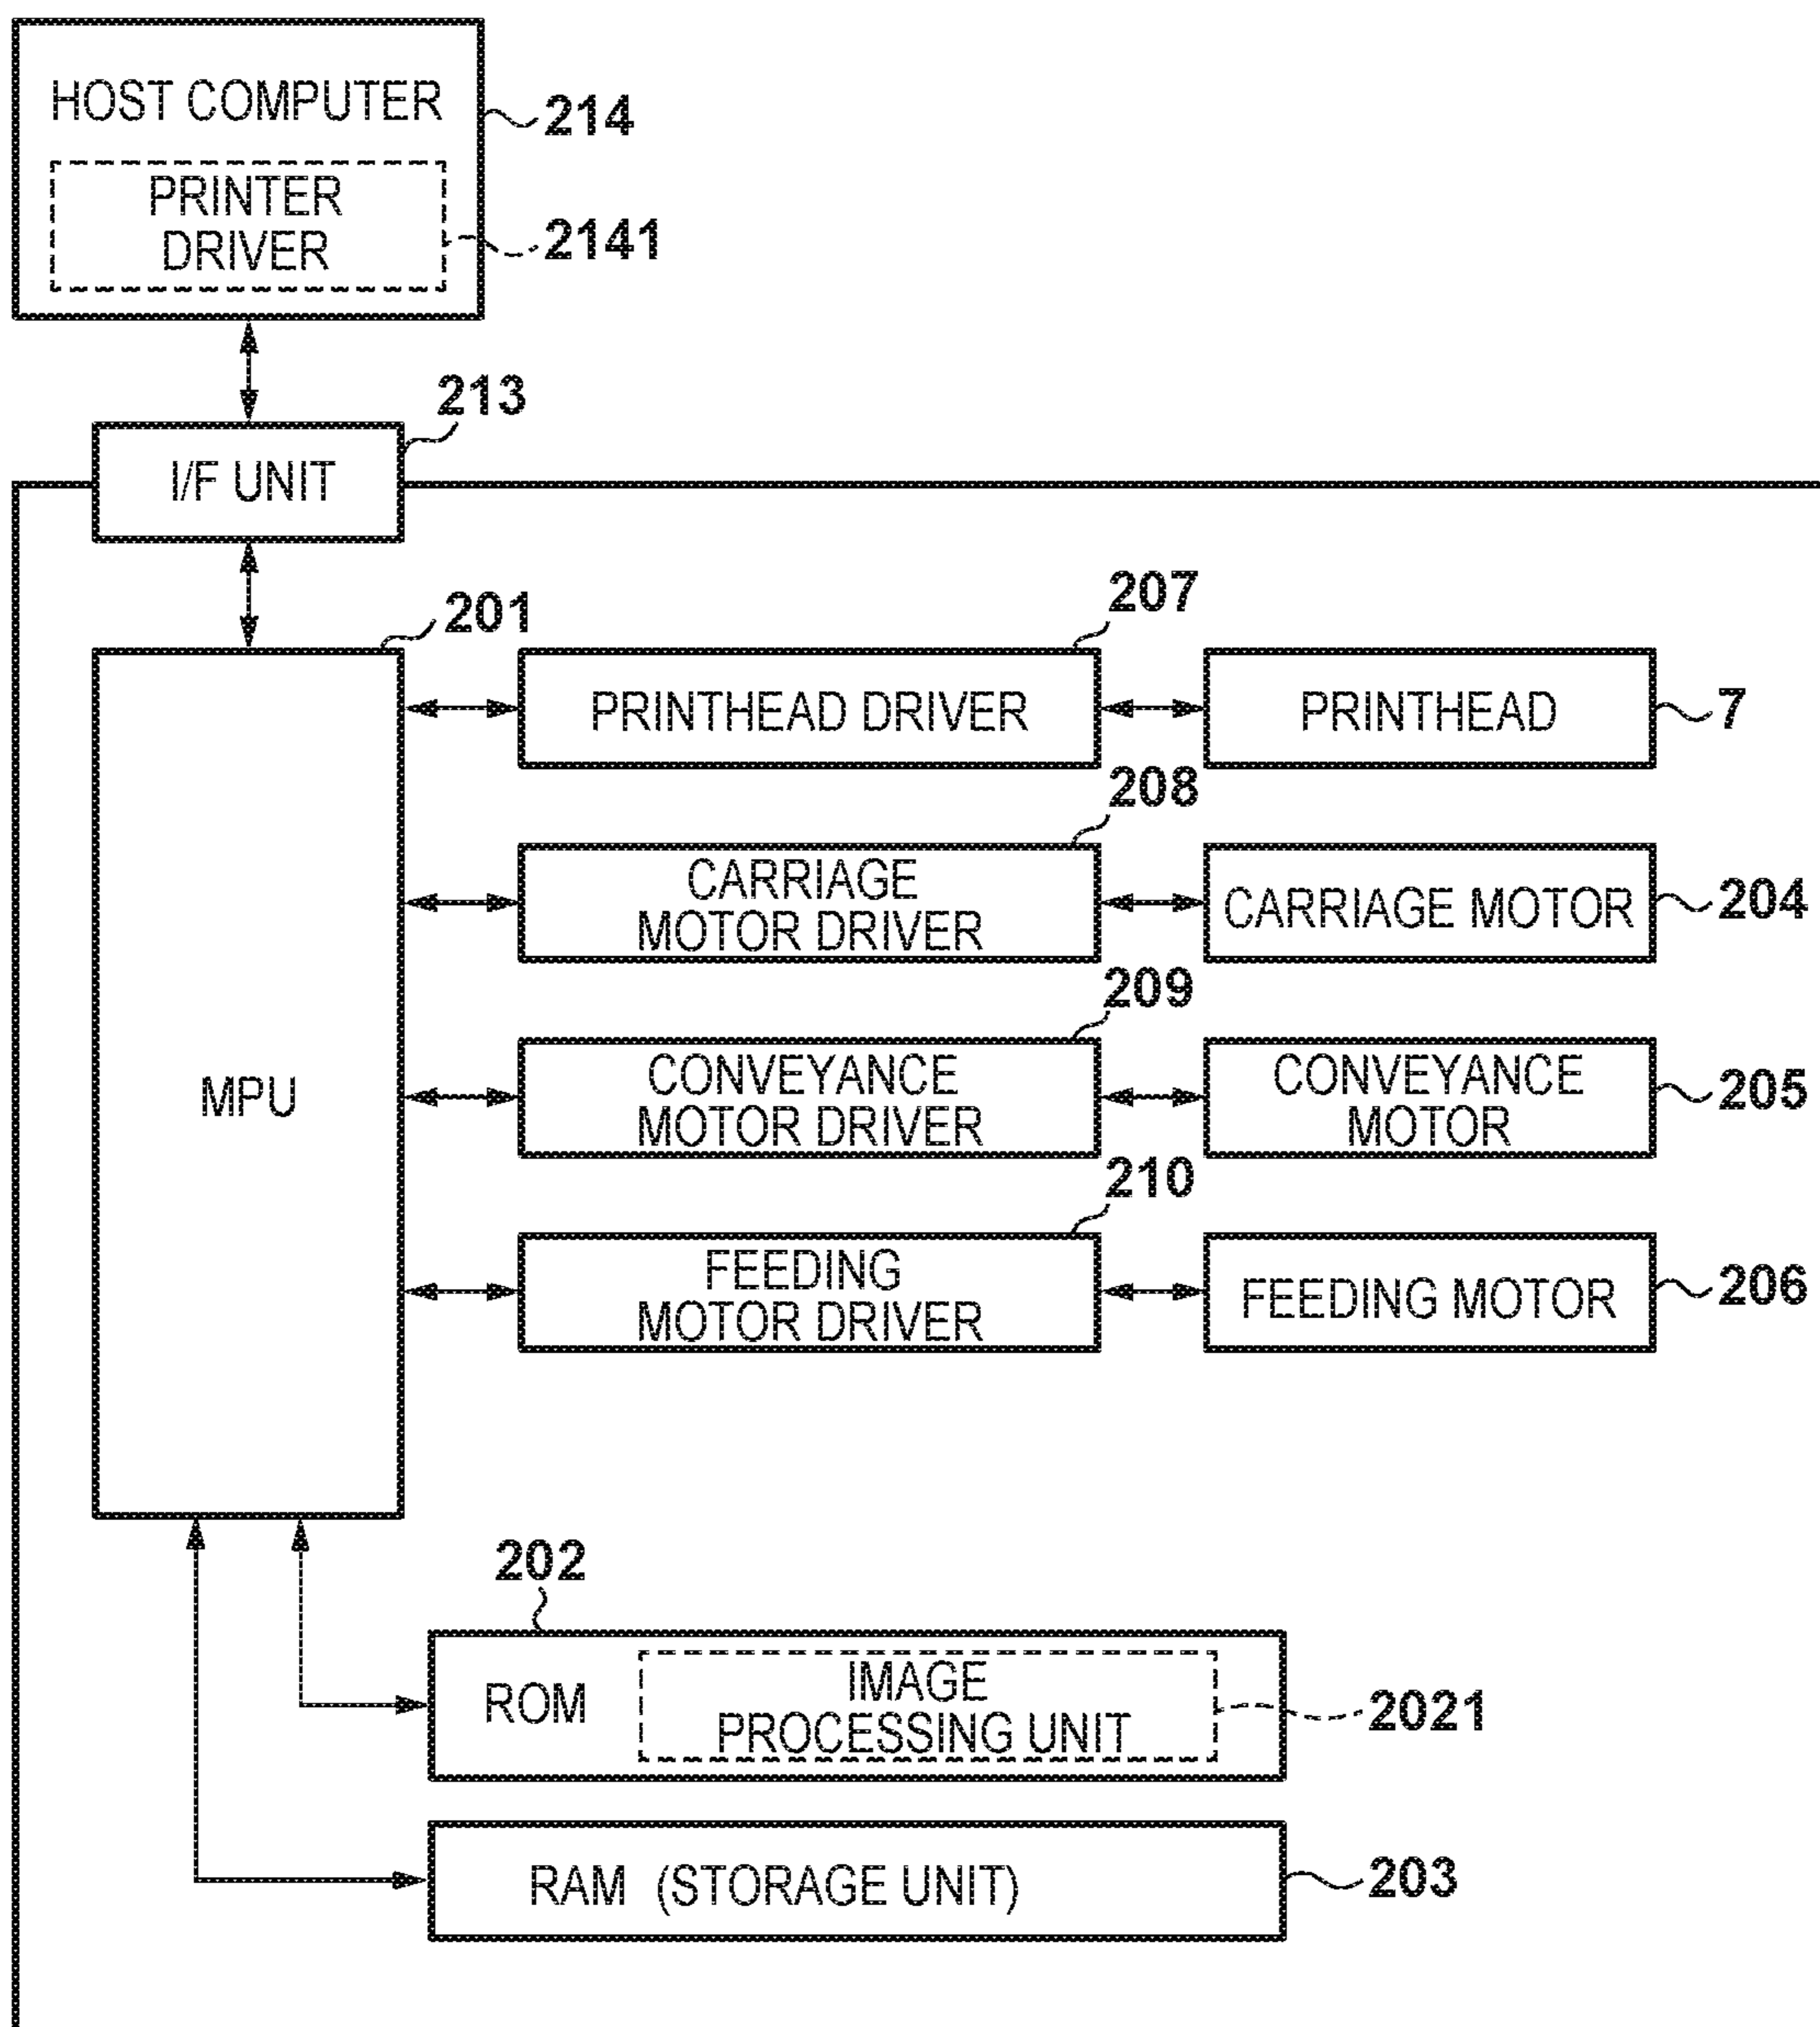 HOST COMPUTER
214
PRINTER
DRIVER
2141
213
I/F UNIT
201
207
PRINTHEAD DRIVER
PRINTHEAD
7
208
CARRIAGE
MOTOR DRIVER
CARRIAGE MOTOR
204
209
MPU
CONVEYANCE
MOTOR DRIVER
CONVEYANCE
MOTOR
205
210
FEEDING
MOTOR DRIVER
FEEDING MOTOR
206
202
ROM
IMAGE
PROCESSING UNIT
2021
RAM (STORAGE UNIT)
203